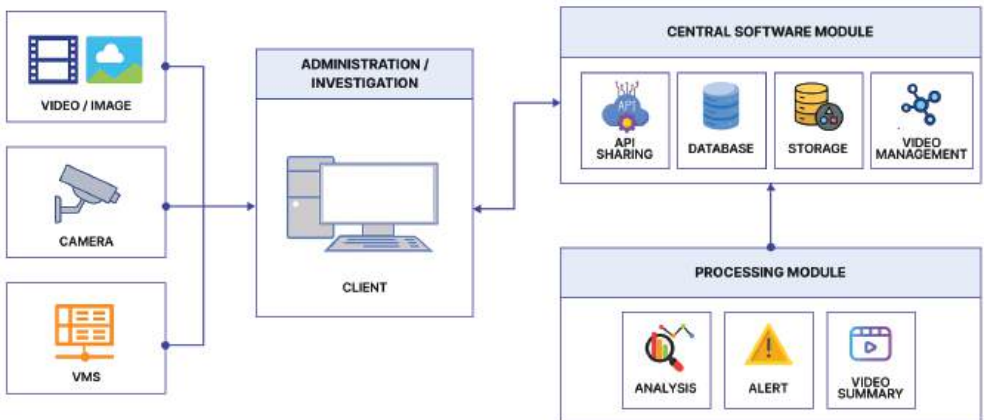 VIDEO / IMAGE
CAMERA
VMS
ADMINISTRATION /
INVESTIGATION
CLIENT
CENTRAL SOFTWARE MODULE
API
API
SHARING
DATABASE
STORAGE
VIDEO
MANAGEMENT
PROCESSING MODULE
ANALYSIS
ALERT
VIDEO
SUMMARY